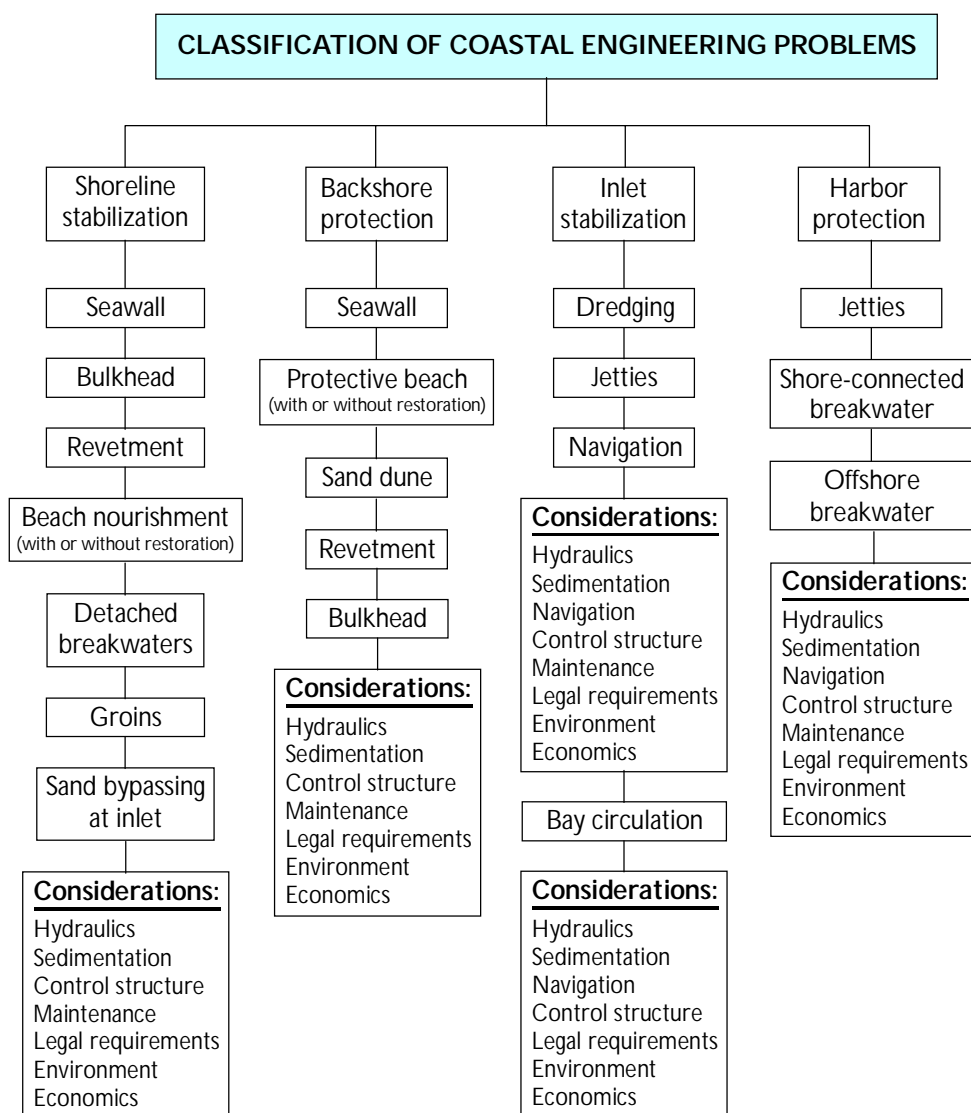 CLASSIFICATION OF COASTAL ENGINEERING PROBLEMS
Shoreline
stabilization
Seawall
Bulkhead
Revetment
Beach nourishment
(with or without restoration)
Detached
breakwaters
Groins
Sand bypassing
at inlet
Considerations:
Hydraulics
Sedimentation
Control structure
Maintenance
Legal requirements
Environment
Economics
Backshore
protection
Seawall
Protective beach
(with or without restoration)
Sand dune
Revetment
Bulkhead
Considerations:
Hydraulics
Sedimentation
Control structure
Maintenance
Legal requirements
Environment
Economics
Inlet
stabilization
Dredging
Jetties
Navigation
Considerations:
Hydraulics
Sedimentation
Navigation
Control structure
Maintenance
Legal requirements
Environment
Economics
Bay circulation
Considerations:
Hydraulics
Sedimentation
Navigation
Control structure
Legal requirements
Environment
Economics
Harbor
protection
Jetties
Shore-connected
breakwater
Offshore
breakwater
Considerations:
Hydraulics
Sedimentation
Navigation
Control structure
Maintenance
Legal requirements
Environment
Economics